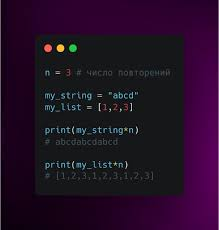 n = 3 # число повторений
my_string = "abcd"
my_list = [1,2,3]
print(my_string*n)
# abcdabcdabcd
print(my_list*n)
# [1,2,3,1,2,3,1,2,3]